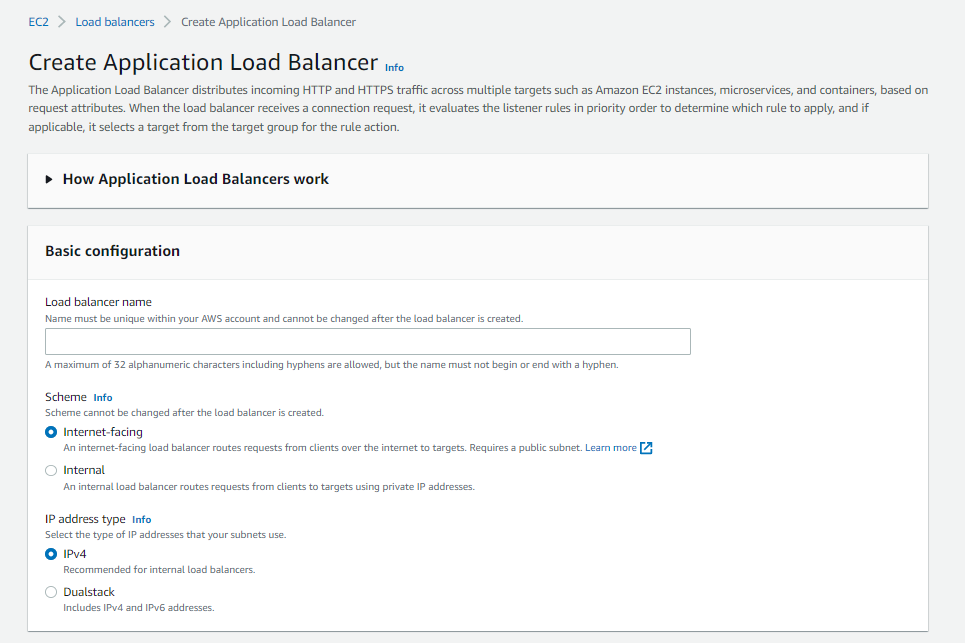 EC2 > Load balancers > Create Application Load Balancer
Create Application Load Balancer Info
The Application Load Balancer distributes incoming HTTP and HTTPS traffic across multiple targets such as Amazon EC2 instances, microservices, and containers, based on
request attributes. When the load balancer receives a connection request, it evaluates the listener rules in priority order to determine which rule to apply, and if
applicable, it selects a target from the target group for the rule action.
How Application Load Balancers work
Basic configuration
Load balancer name
Name must be unique within your AWS account and cannot be changed after the load balancer is created.
A maximum of 32 alphanumeric characters including hyphens are allowed, but the name must not begin or end with a hyphen.
Scheme Info
Scheme cannot be changed after the load balancer is created.
Internet-facing
An internet-facing load balancer routes requests from clients over the internet to targets. Requires a public subnet. Learn more
Internal
An internal load balancer routes requests from clients to targets using private IP addresses.
IP address type Info
Select the type of IP addresses that your subnets use.
IPv4
Recommended for internal load balancers.
Dualstack
Includes IPv4 and IPv6 addresses.